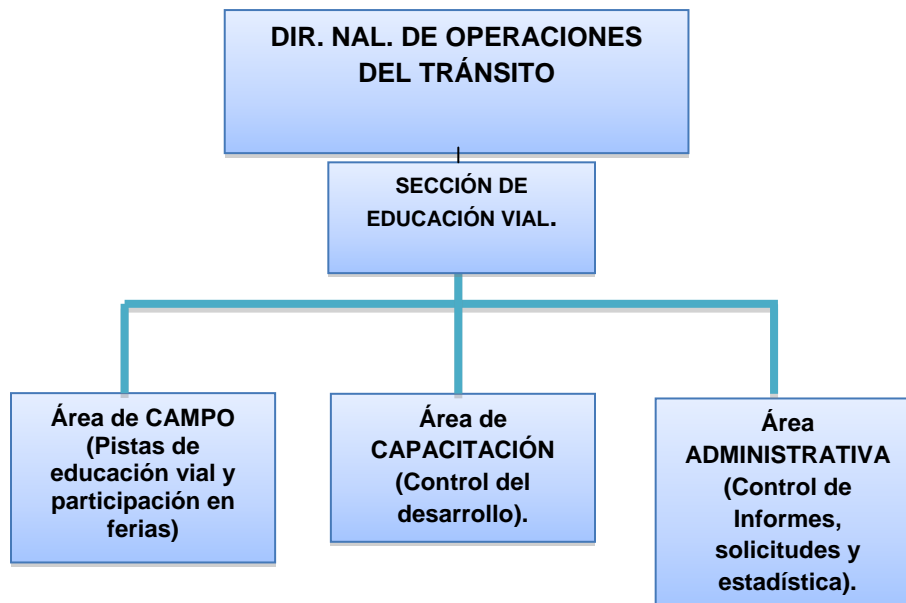 DIR. NAL. DE OPERACIONES
DEL TRÁNSITO
SECCIÓN DE
EDUCACIÓN VIAL.
Área de CAMPO
(Pistas de
educación vial y
participación en
ferias)
Área de
CAPACITACIÓN
(Control del
desarrollo).
Área
ADMINISTRATIVA
(Control de
Informes,
solicitudes y
estadística).